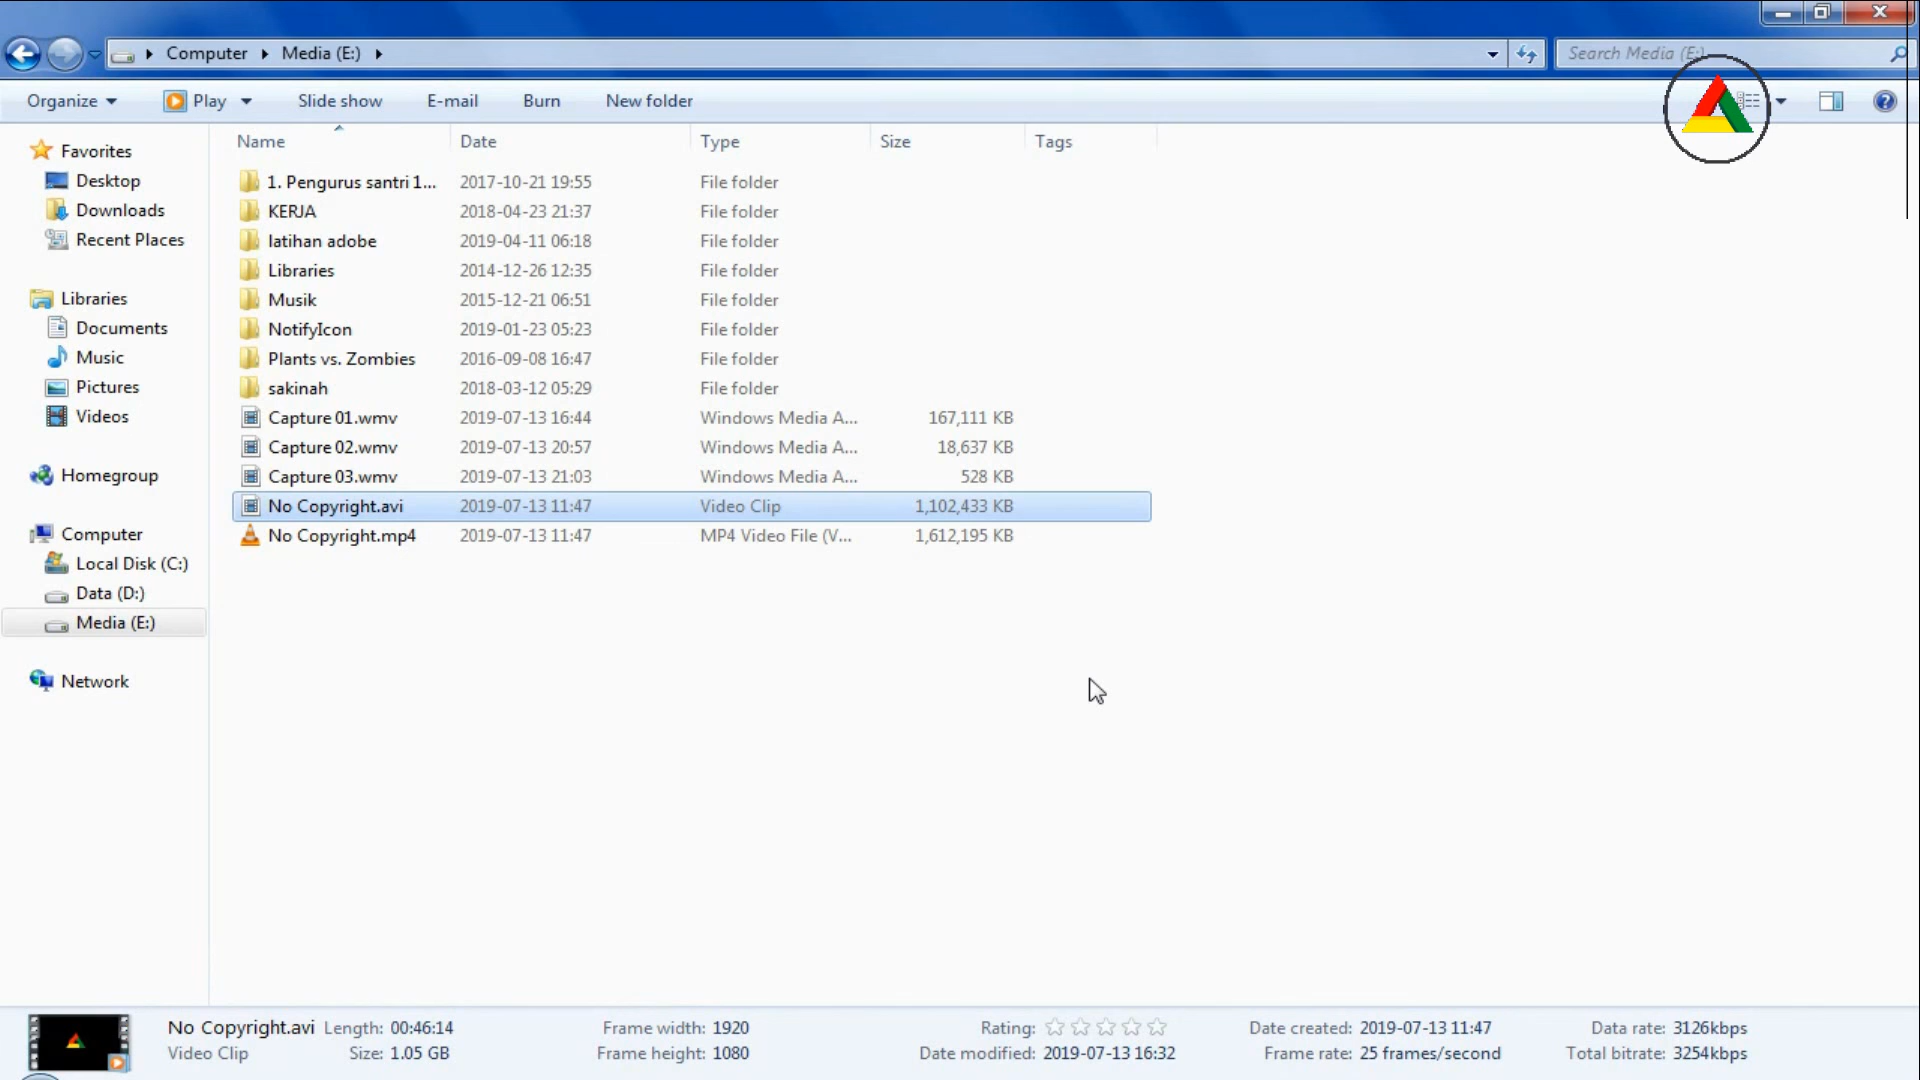 Computer Media (E:)
Search Media (E:)
Organize Play Slide show E-mail Burn New folder
Name Date Type Size Tags
Favorites
Desktop
Downloads
Recent Places
Libraries
Documents
Music
Pictures
Videos
Homegroup
Computer
Local Disk (C:)
Data (D:)
Media (E:)
Network
1. Pengurus santri 1... 2017-10-21 19:55 File folder
KERJA 2018-04-23 21:37 File folder
latihan adobe 2019-04-11 06:18 File folder
Libraries 2014-12-26 12:35 File folder
Musik 2015-12-21 06:51 File folder
NotifyIcon 2019-01-23 05:23 File folder
Plants vs. Zombies 2016-09-08 16:47 File folder
sakinah 2018-03-12 05:29 File folder
Capture 01.wmv 2019-07-13 16:44 Windows Media A... 167,111 KB
Capture 02.wmv 2019-07-13 20:57 Windows Media A... 18,637 KB
Capture 03.wmv 2019-07-13 21:03 Windows Media A... 528 KB
No Copyright.avi 2019-07-13 11:47 Video Clip 1,102,433 KB
No Copyright.mp4 2019-07-13 11:47 MP4 Video File (V... 1,612,195 KB
No Copyright.avi Length: 00:46:14 Frame width: 1920 Rating: Date created: 2019-07-13 11:47 Data rate: 3126kbps
Video Clip Size: 1.05 GB Frame height: 1080 Date modified: 2019-07-13 16:32 Frame rate: 25 frames/second Total bitrate: 3254kbps